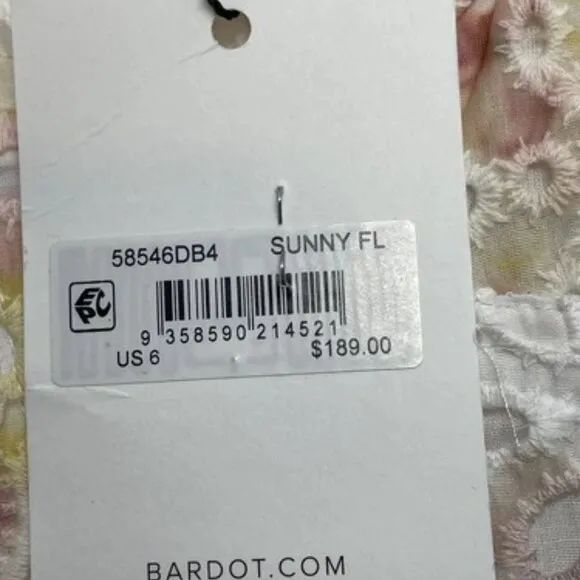 58546DB4 SUNNY FL
EPC
9 358590 214521
US 6 $189.00
BARDOT.COM